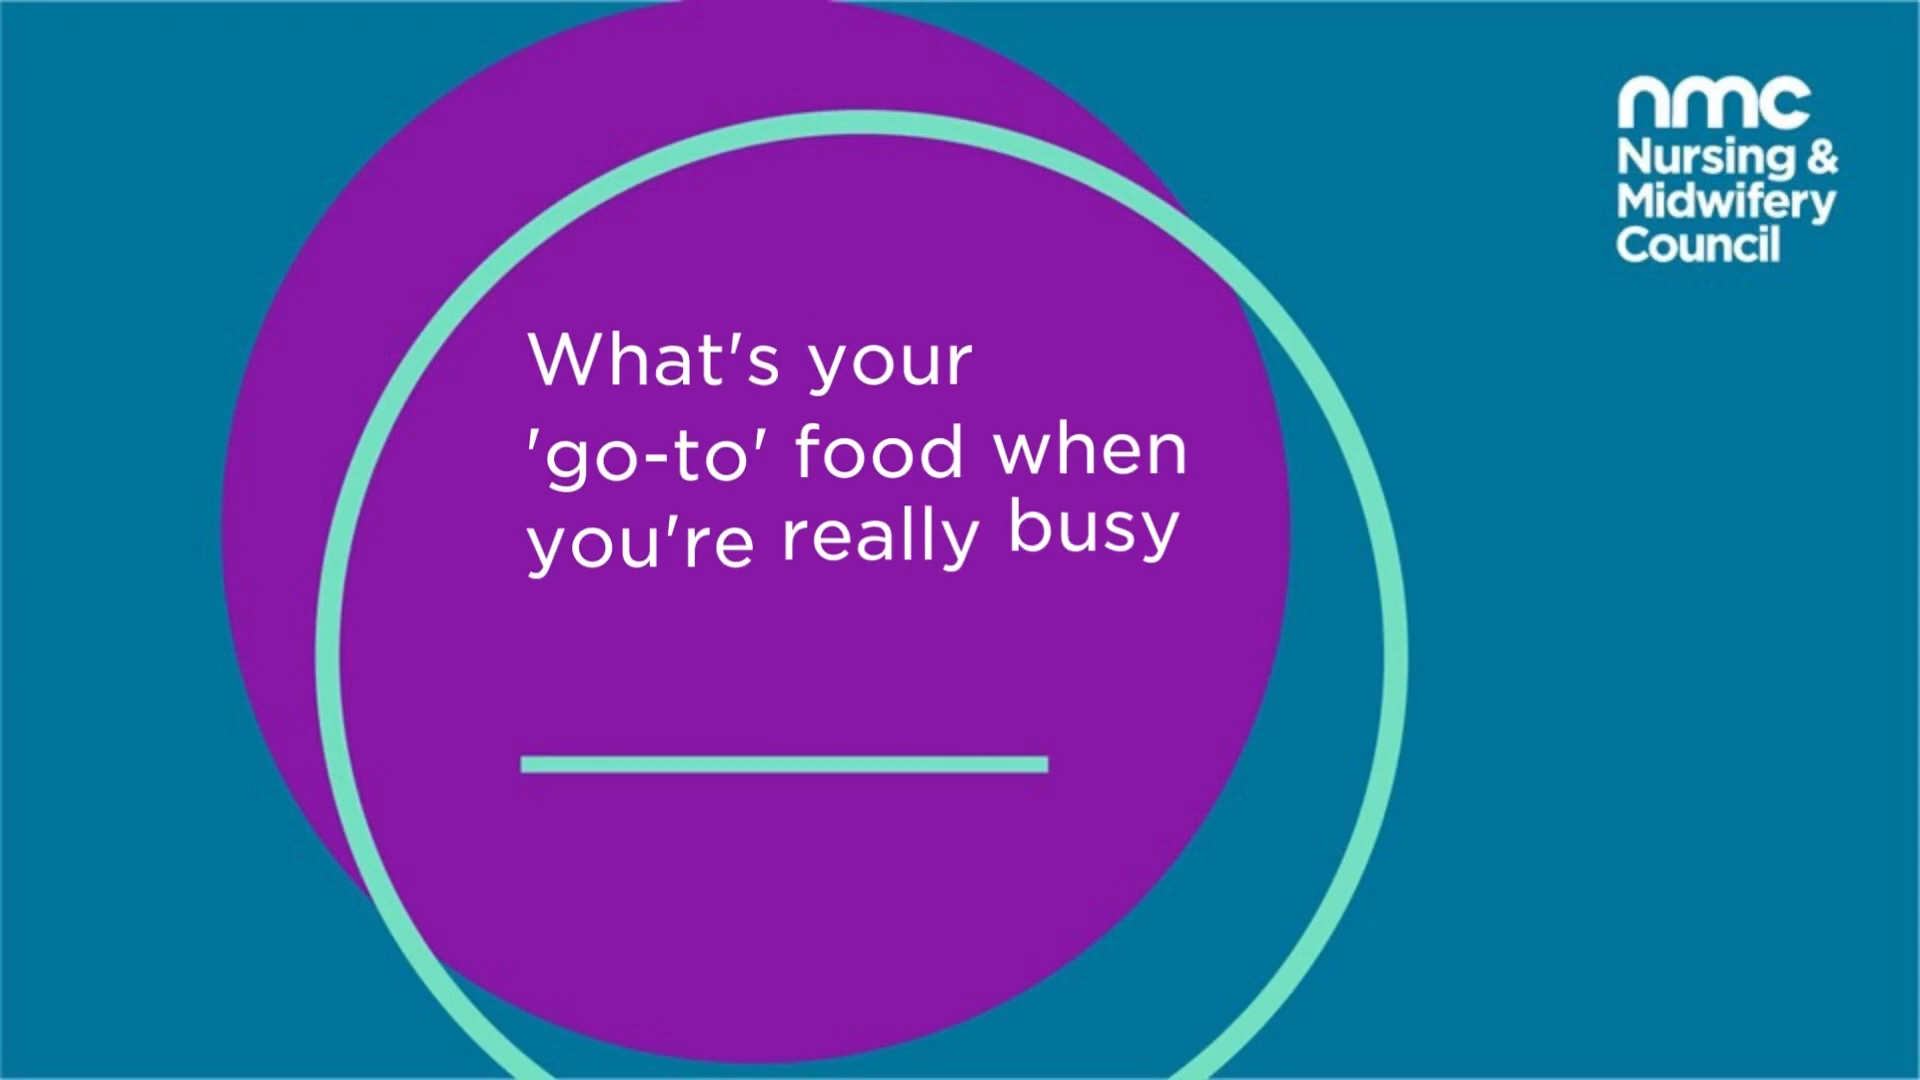 What's your
'go-to' food when
you're really busy
nmc
Nursing &
Midwifery
Council